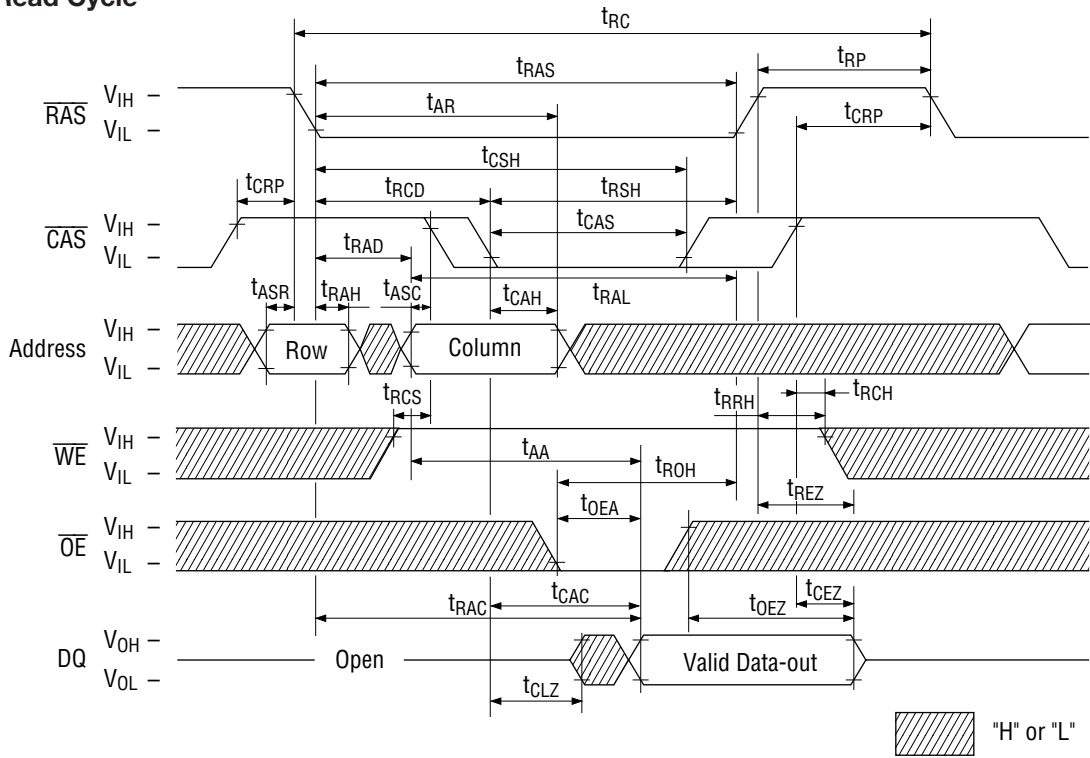 Read Cycle
tRC
tRAS
tRP
tAR
tCRP
RAS
VIH
VIL
tCSH
tCRP
tRCD
tRSH
CAS
VIH
VIL
tCAS
tRAD
tRAL
tASR
tRAH
tASC
tCAH
Address
VIH
VIL
Row
Column
tRCS
tRRH
tRCH
WE
VIH
VIL
tAA
tROH
tREZ
tOEA
OE
VIH
VIL
tCAC
tCEZ
tRAC
tOEZ
DQ
VOH
VOL
Open
Valid Data-out
tCLZ
"H" or "L"